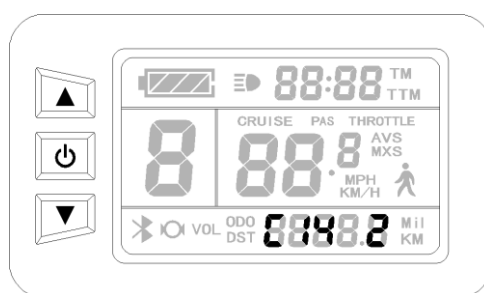 88:88 TM
TTM
CRUISE PAS THROTTLE
8 88.8 AVS
MXS
MPH
KM/H
VOL ODO
DST C14 2 Mil
KM